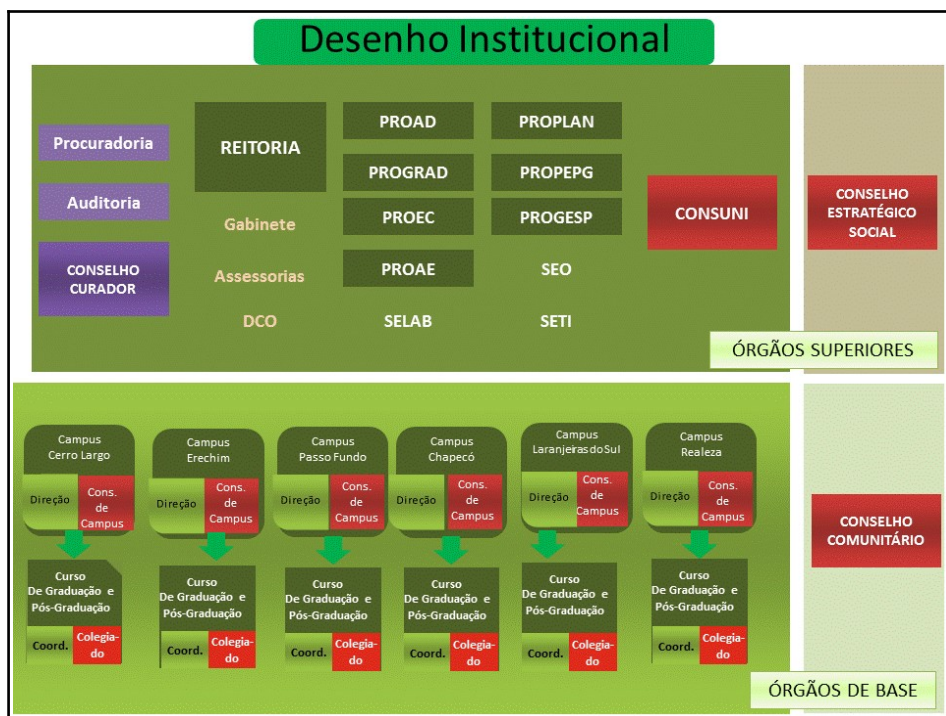 Desenho Institucional
Procuradoria
Auditoria
CONSELHO
CURADOR
REITORIA
Gabinete
Assessorias
DCO
PROAD
PROGRAD
PROEC
PROAE
SELAB
PROPLAN
PROPEPG
PROGESP
SEO
SETI
CONSUNI
CONSELHO
ESTRATÉGICO
SOCIAL
ÓRGÃOS SUPERIORES
Campus
Cerro Largo
Direção
Cons.
de
Campus
Curso
De Graduação e
Pós-Graduação
Coord.
Colegia-
do
Campus
Erechim
Direção
Cons.
de
Campus
Curso
De Graduação e
Pós-Graduação
Coord.
Colegia-
do
Campus
Passo Fundo
Direção
Cons.
de
Campus
Curso
De Graduação e
Pós-Graduação
Coord.
Colegia-
do
Campus
Chapecó
Direção
Cons.
de
Campus
Curso
De Graduação e
Pós-Graduação
Coord.
Colegia-
do
Campus
Laranjeiras do Sul
Direção
Cons.
de
Campus
Curso
De Graduação e
Pós-Graduação
Coord.
Colegia-
do
Campus
Realeza
Direção
Cons.
de
Campus
Curso
De Graduação e
Pós-Graduação
Coord.
Colegia-
do
CONSELHO
COMUNITÁRIO
ÓRGÃOS DE BASE